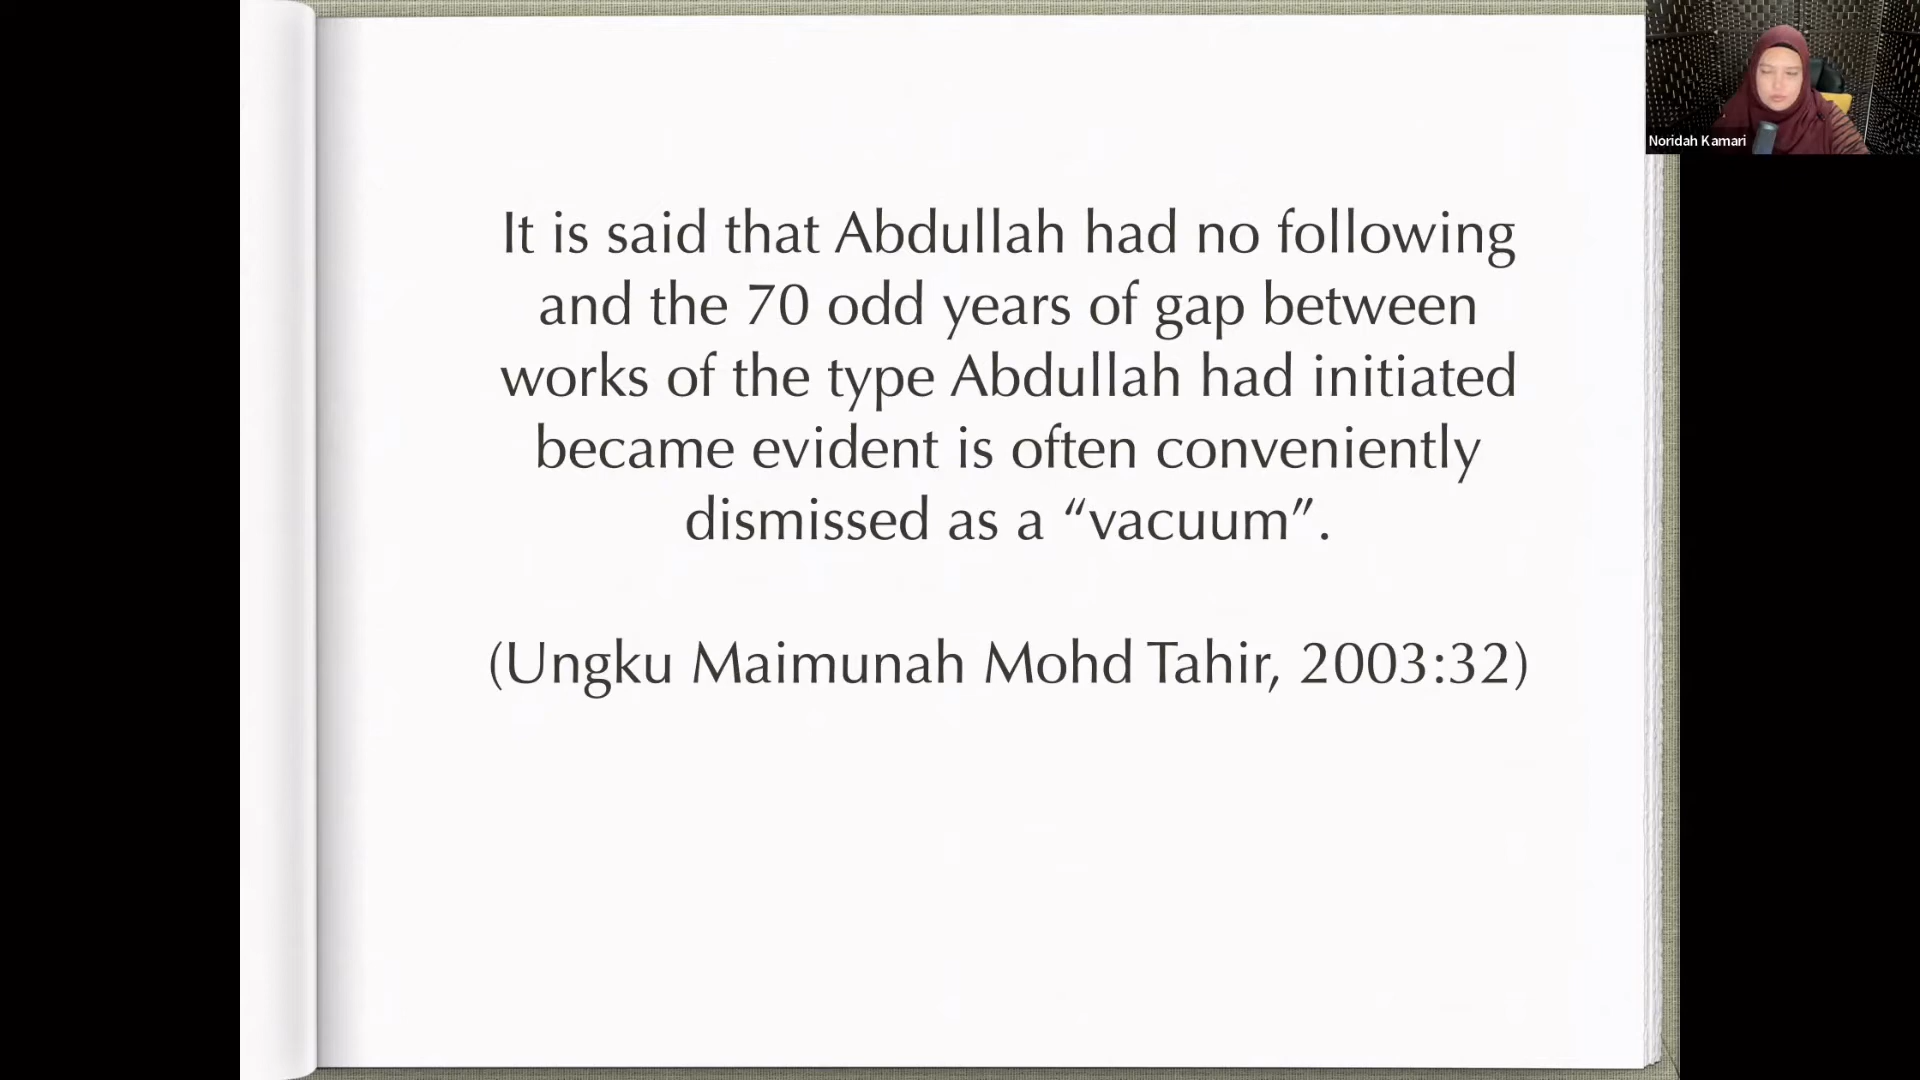 It is said that Abdullah had no following
and the 70 odd years of gap between
works of the type Abdullah had initiated
became evident is often conveniently
dismissed as a “vacuum”.
(Ungku Maimunah Mohd Tahir, 2003:32)
Noridah Kamari